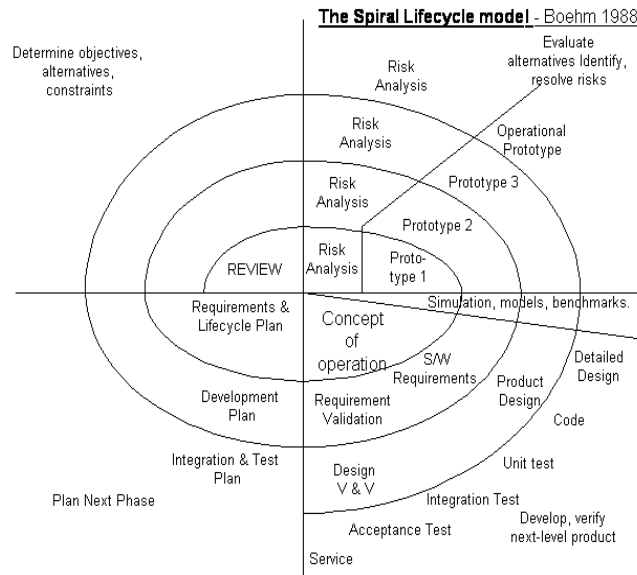 The Spiral Lifecycle model - Boehm 1988
Determine objectives,
alternatives,
constraints
Evaluate
alternatives Identify,
resolve risks
Risk
Analysis
Risk
Analysis
Operational
Prototype
Risk
Analysis
Prototype 3
Prototype 2
REVIEW
Risk
Analysis
Proto-
type 1
Requirements &
Lifecycle Plan
Simulation, models, benchmarks.
Concept
of
operation
S/W
Requirements
Detailed
Design
Product
Design
Development
Plan
Requirement
Validation
Code
Integration & Test
Plan
Design
V & V
Unit test
Integration Test
Plan Next Phase
Acceptance Test
Develop, verify
next-level product
Service